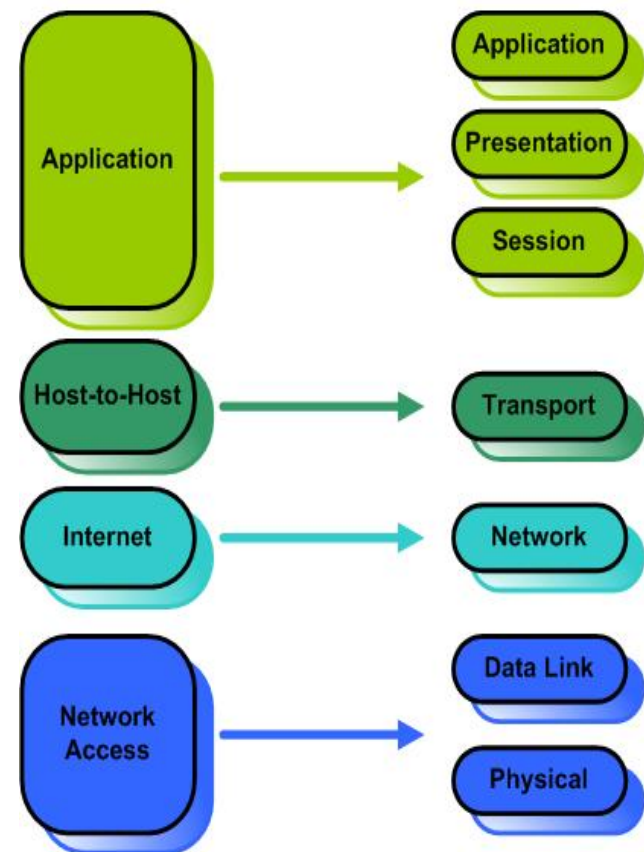 Application
Host-to-Host
Internet
Network
Access
Application
Presentation
Session
Transport
Network
Data Link
Physical